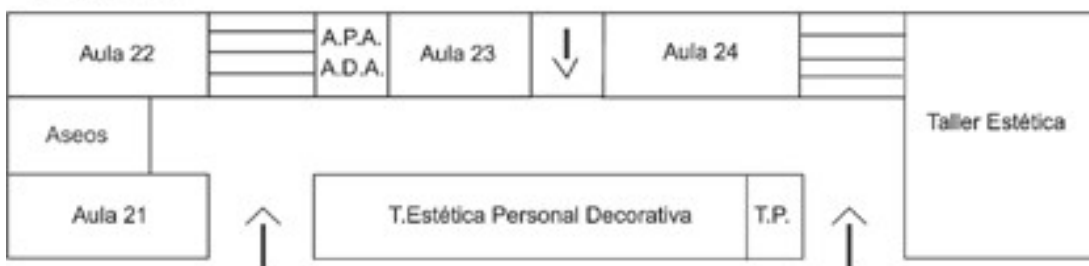 Aula 22
A.P.A.
A.D.A.
Aula 23
Aula 24
Taller Estética
Aseos
Aula 21
T.Estética Personal Decorativa
T.P.